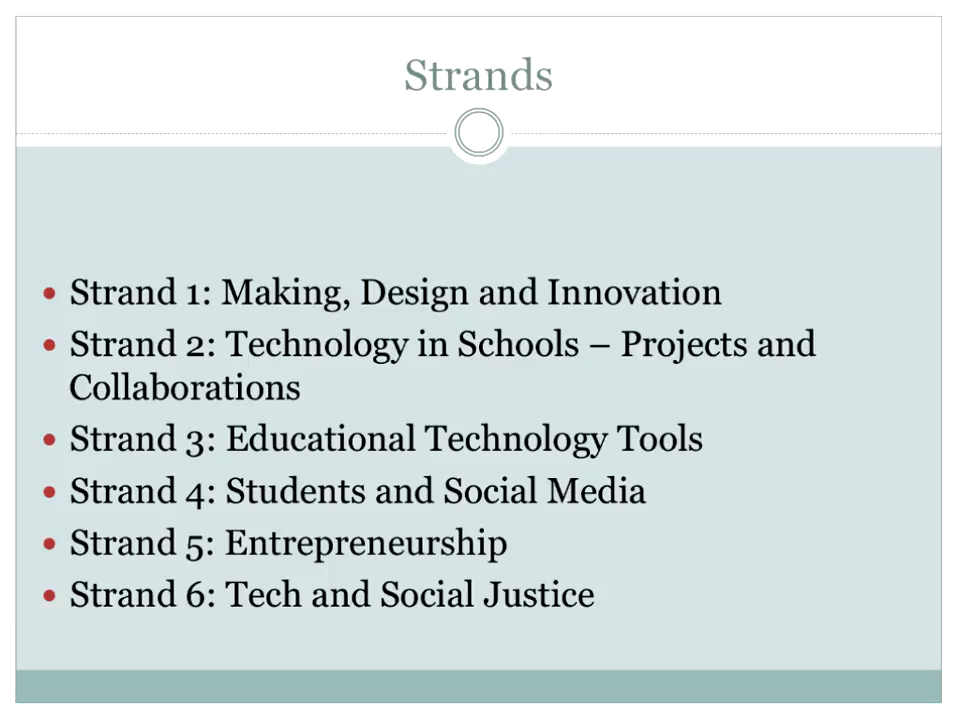 Strands
• Strand 1: Making, Design and Innovation
• Strand 2: Technology in Schools – Projects and
Collaborations
• Strand 3: Educational Technology Tools
• Strand 4: Students and Social Media
• Strand 5: Entrepreneurship
• Strand 6: Tech and Social Justice